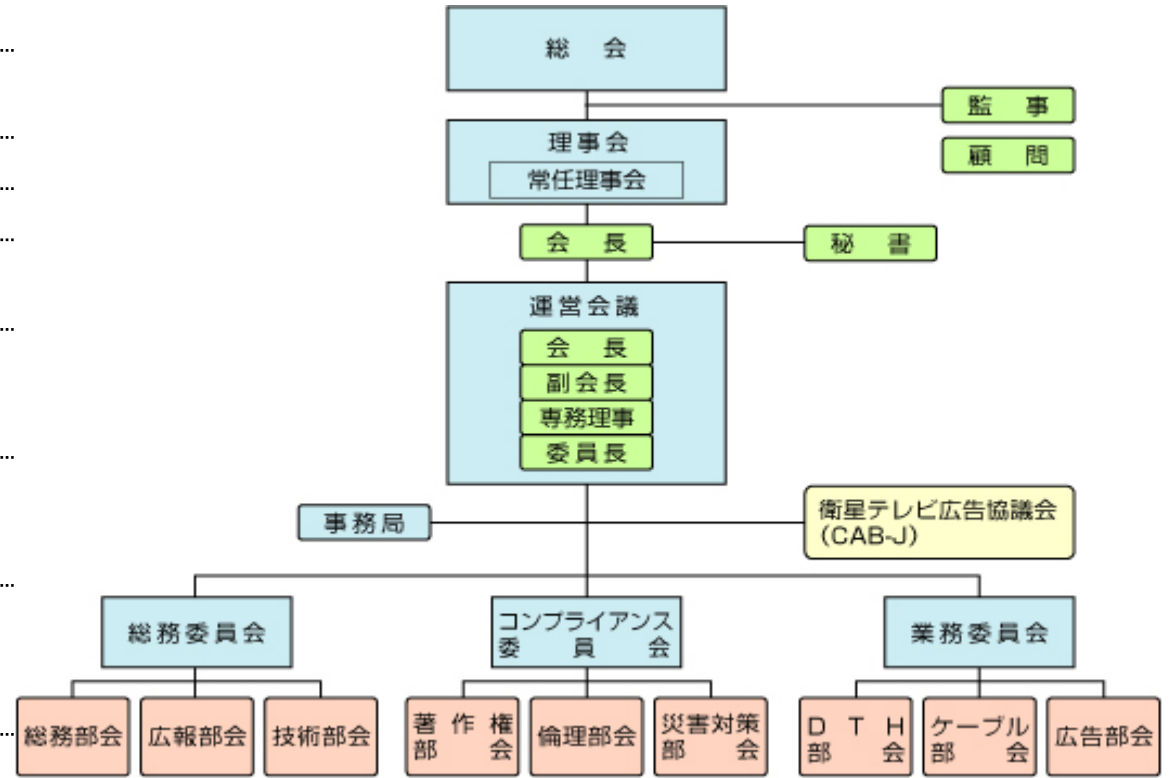 総会
監事
理事会
顧問
常任理事会
会長
秘書
運営会議
会長
副会長
専務理事
委員長
事務局
衛星テレビ広告協議会
(CAB-J)
総務委員会
コンプライアンス
委員会
業務委員会
総務部会
広報部会
技術部会
著作権
部会
倫理部会
災害対策
部会
DTH
部会
ケーブル
部会
広告部会
...
...
...
...
...
...
...
...